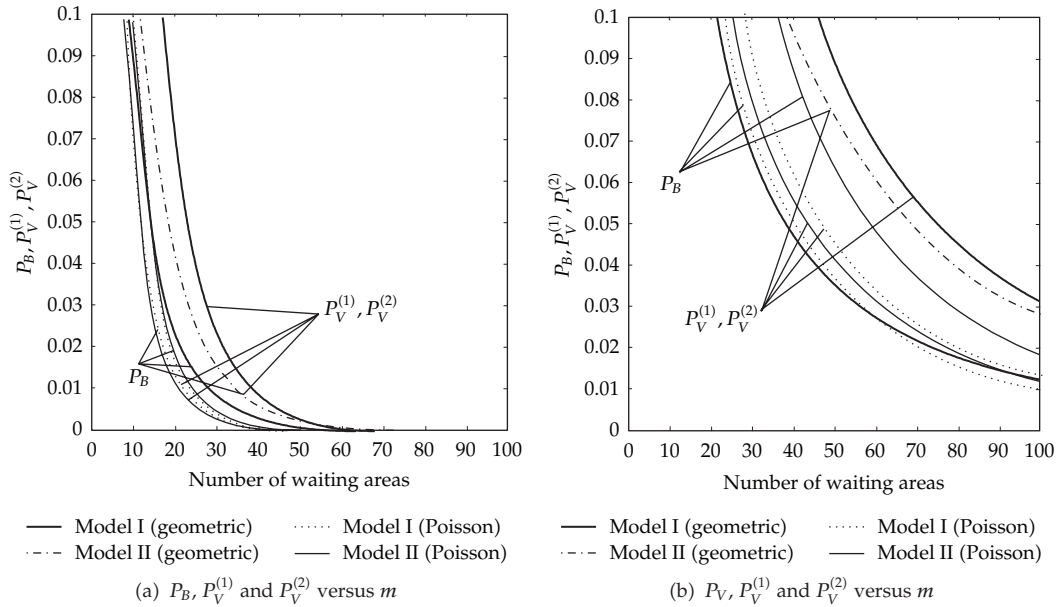 0.1
0.09
0.08
0.07
0.06
0.05
0.04
0.03
0.02
0.01
0
P_B, P_V^(1), P_V^(2)
P_V^(1), P_V^(2)
P_B
0 10 20 30 40 50 60 70 80 90 100
Number of waiting areas
Model I (geometric)
Model II (geometric)
Model I (Poisson)
Model II (Poisson)
(a) P_B, P_V^(1) and P_V^(2) versus m
0.1
0.09
0.08
0.07
0.06
0.05
0.04
0.03
0.02
0.01
0
P_B, P_V^(1), P_V^(2)
P_B
P_V^(1), P_V^(2)
0 10 20 30 40 50 60 70 80 90 100
Number of waiting areas
Model I (geometric)
Model II (geometric)
Model I (Poisson)
Model II (Poisson)
(b) P_V, P_V^(1) and P_V^(2) versus m